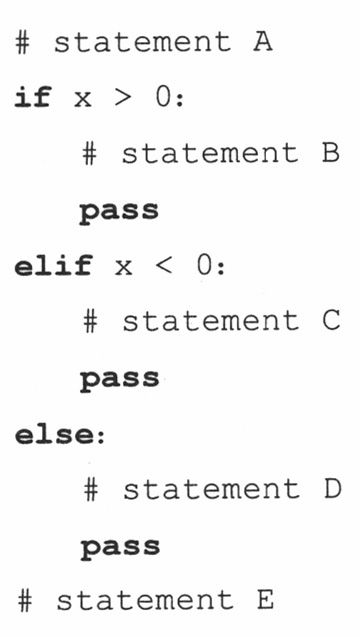 # statement A
if x > 0:
    # statement B
    pass
elif x < 0:
    # statement C
    pass
else:
    # statement D
    pass
# statement E